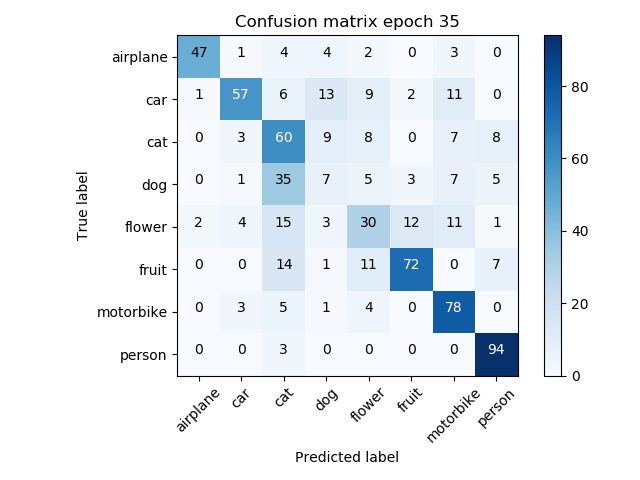 Confusion matrix epoch 35
airplane 47 1 4 4 2 0 3 0
car 1 57 6 13 9 2 11 0
cat 0 3 60 9 8 0 7 8
dog 0 1 35 7 5 3 7 5
flower 2 4 15 3 30 12 11 1
fruit 0 0 14 1 11 72 0 7
motorbike 0 3 5 1 4 0 78 0
person 0 0 3 0 0 0 0 94
airplane car cat dog flower fruit motorbike person
True label
Predicted label
80
60
40
20
0